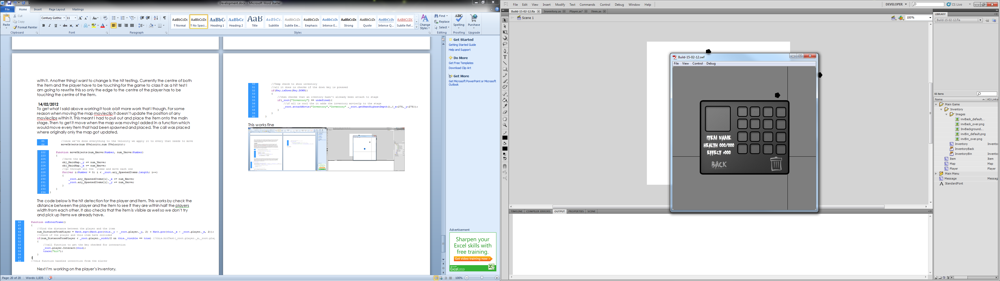 Development.docx - Microsoft Word Starter
File Home Insert Page Layout Mailings
Paste
Cut
Copy
Format Painter
Clipboard
Century Gothic 11
Font
Paragraph
AaBbCcDc AaBbCcDc AaBbCc AaBbCc AaB AaBbCc. AaBbCcDc AaBbCcDc AaBbCcDc AaBbCcDc AaBbCcDc AaBbCcDc AABBCCDC
¶ Normal ¶ No Spaci... Heading 1 Heading 2 Title Subtitle Subtle Em... Emphasis Intense E... Strong Quote Intense Q... Subtle Ref...
Styles
Change Styles
Find
Replace
Select
Editing
Spelling
Proofing
Purchase
Upgrade
with it. Another thing I want to change is the hit testing. Currently the centre of both
the item and the player have to be touching for the game to class it as a hit test I
am going to rewrite this so only the edge to the centre of the player has to be
touching the centre of the item.
14/02/2012
To get what I said above working it took a bit more work that I though. For some
reason when moving the map movieclip it doesn't update the position of any
movieclips within it. This meant I had to pull out and place the item onto the main
stage. Then to get it move when the map was moving I added in a function which
would move every item that had been spawned and placed. The call was placed
where originally only the map got updated.
85 //once we've done everything to the velocity we apply it to every that needs to move
86 moveObjects(num_XVelocity,num_YVelocity);
222 function moveObjects(num_Xmove:Number, num_Ymove:Number)
223 {
224 //move the map
225 obj_MainMap._y += num_Ymove;
226 obj_MainMap._x += num_Xmove;
227 //go through all the items and move each one
228 for(var i:Number = 0; i < _root.ary_SpawnedItems.length; i++)
229 {
230 _root.ary_SpawnedItems[i]._x += num_Xmove;
231 _root.ary_SpawnedItems[i]._y += num_Ymove;
232 }
233 }
234 }
The code below is the hit detection for the player and item. This works by check the
distance between the player and the item to see if they are within half the players
width from each other. It also checks that the item is visible as well so we don't try
and pick up items we already have.
46 function onEnterFrame()
47 {
48 //find the distance between the player and the item
49 num_DistanceFromPlayer = Math.sqrt(Math.pow(this._y - _root.player._y, 2) + Math.pow(this._x - _root.player._x, 2));
50 //check if the player and this item have collided
51 if(num_DistanceFromPlayer < _root.player._width/2 && this._visible == true) //this.hitTest(_root.player._x,_root.play
52 {
53 //call function to get the key checked for interaction
54 _root.player.Interact(this);
55 trace("hit");
56 }
57 }
58 //this function handles interction from the player
Next I'm working on the player's inventory.
50 //Temp check to show inventory
51 //all it does is checks if the down key is pressed
52 if(Key.isDown(Key.DOWN))
53 {
54 //then checks that an iventory hasn't already been attach to stage
55 if(_root["Inventory"] == undefined){
56 //if all is cool the it adds the inventory movieclp to the stage
57 _root.attachMovie("Inventory","Inventory" ,_root.getNextHighestDepth(),{_x:275,_y:275});
58 }
59 }
60 }
This works fine
Get Started
Getting Started Guide
Help and Support
Do More
Get Free Templates
Download Clip Art
Get More
Get Microsoft PowerPoint or Microsoft
Outlook
Advertisement
Sharpen your
Excel skills with
free training.
Get video training now >
Microsoft
Excel 2010
Page: 20 of 20 Words: 1,835
100%
Fl File Edit View Insert Modify Text Commands Control Debug Window Help
DEVELOPER CS Live
Build-15-02-12.fla Inventory.as Player.as* Item.as
Scene 1
100%
Build-15-02-12.swf
File View Control Debug
ITEM NAME
HEALTH 000/000
EFFECT +000
BACK
TIMELINE COMPILER ERRORS OUTPUT PROPERTIES SCENE
LIBRARY
Build-15-02-12.fla
66 items
Name AS Linka
Main Game
Inventory
Images
invBack_default....
invBack_over.png
InvBackground....
invBin_default.png
invBin_over.png
Inventory Invento
InventoryBack
InventoryBin Invento
Item Item
Map Map
Player Player
Main Menu
Message Messag
StandardFont